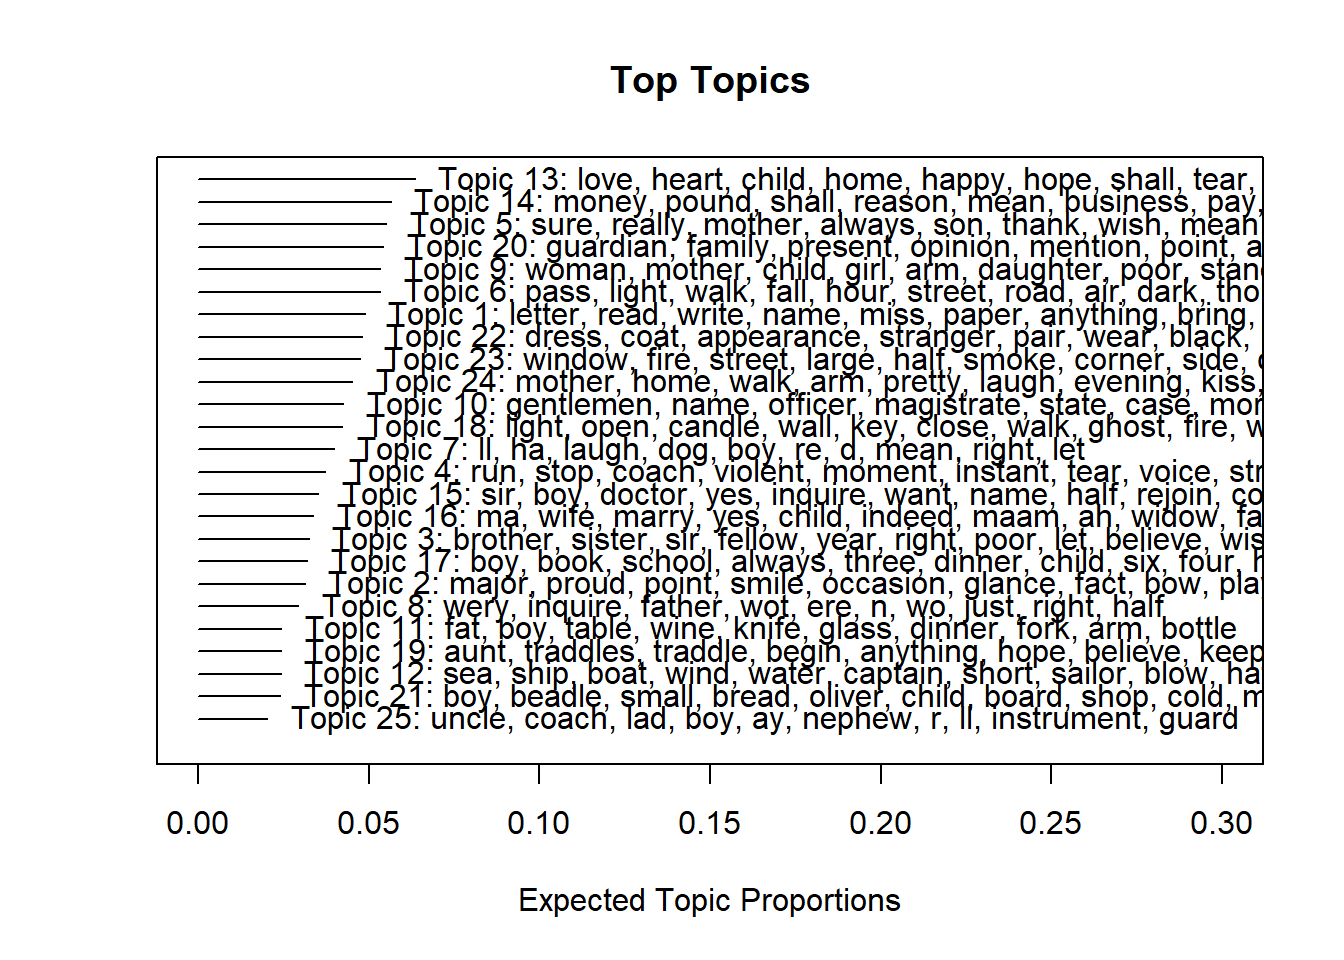 Top Topics
Topic 13: love, heart, child, home, happy, hope, shall, tear,
Topic 14: money, pound, shall, reason, mean, business, pay,
Topic 5: sure, really, mother, always, son, thank, wish, mean
Topic 20: guardian, family, present, opinion, mention, point, a
Topic 9: woman, mother, child, girl, arm, daughter, poor, stan
Topic 6: pass, light, walk, fall, hour, street, road, air, dark, tho
Topic 1: letter, read, write, name, miss, paper, anything, bring,
Topic 22: dress, coat, appearance, stranger, pair, wear, black,
Topic 23: window, fire, street, large, half, smoke, corner, side,
Topic 24: mother, home, walk, arm, pretty, laugh, evening, kiss,
Topic 10: gentlemen, name, officer, magistrate, state, case, mor
Topic 18: light, open, candle, wall, key, close, walk, ghost, fire, w
Topic 7: ll, ha, laugh, dog, boy, re, d, mean, right, let
Topic 4: run, stop, coach, violent, moment, instant, tear, voice, str
Topic 15: sir, boy, doctor, yes, inquire, want, name, half, rejoin, co
Topic 16: ma, wife, marry, yes, child, indeed, maam, ah, widow, fa
Topic 3: brother, sister, sir, fellow, year, right, poor, let, believe, wis
Topic 17: boy, book, school, always, three, dinner, child, six, four, h
Topic 2: major, proud, point, smile, occasion, glance, fact, bow, play
Topic 8: wery, inquire, father, wot, ere, n, wo, just, right, half
Topic 11: fat, boy, table, wine, knife, glass, dinner, fork, arm, bottle
Topic 19: aunt, traddles, traddle, begin, anything, hope, believe, keep
Topic 12: sea, ship, boat, wind, water, captain, short, sailor, blow, ha
Topic 21: boy, beadle, small, bread, oliver, child, board, shop, cold, m
Topic 25: uncle, coach, lad, boy, ay, nephew, r, ll, instrument, guard
0.00 0.05 0.10 0.15 0.20 0.25 0.30
Expected Topic Proportions